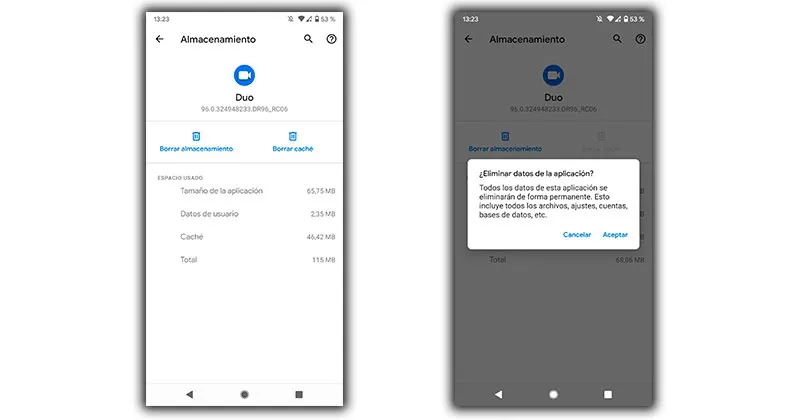 13:23
53 %
Almacenamiento
Duo
96.0.324948233.DR96_RC06
Borrar almacenamiento
Borrar caché
ESPACIO USADO
Tamaño de la aplicación
65,75 MB
Datos de usuario
2,35 MB
Caché
46,42 MB
Total
115 MB
13:23
53 %
Almacenamiento
Duo
96.0.324948233.DR96_RC06
Borrar almacenamiento
Borrar caché
¿Eliminar datos de la aplicación?
Todos los datos de esta aplicación se
eliminarán de forma permanente. Esto
incluye todos los archivos, ajustes, cuentas,
bases de datos, etc.
Cancelar
Aceptar
Total
68,06 MB